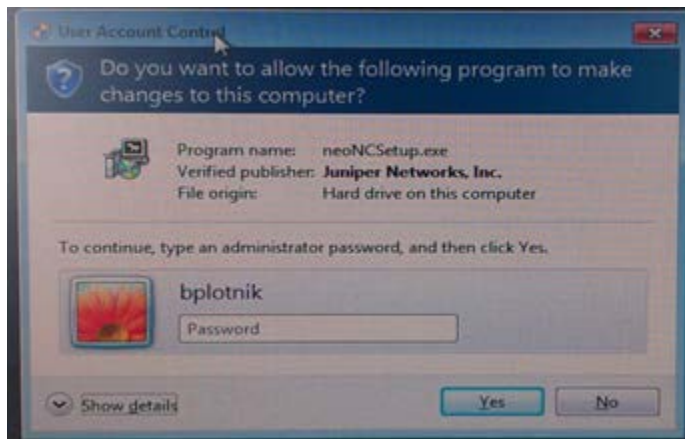 User Account Control
Do you want to allow the following program to make
changes to this computer?
Program name: neoNCSetup.exe
Verified publisher: Juniper Networks, Inc.
File origin: Hard drive on this computer
To continue, type an administrator password, and then click Yes.
bplotnik
Password
Show details
Yes
No